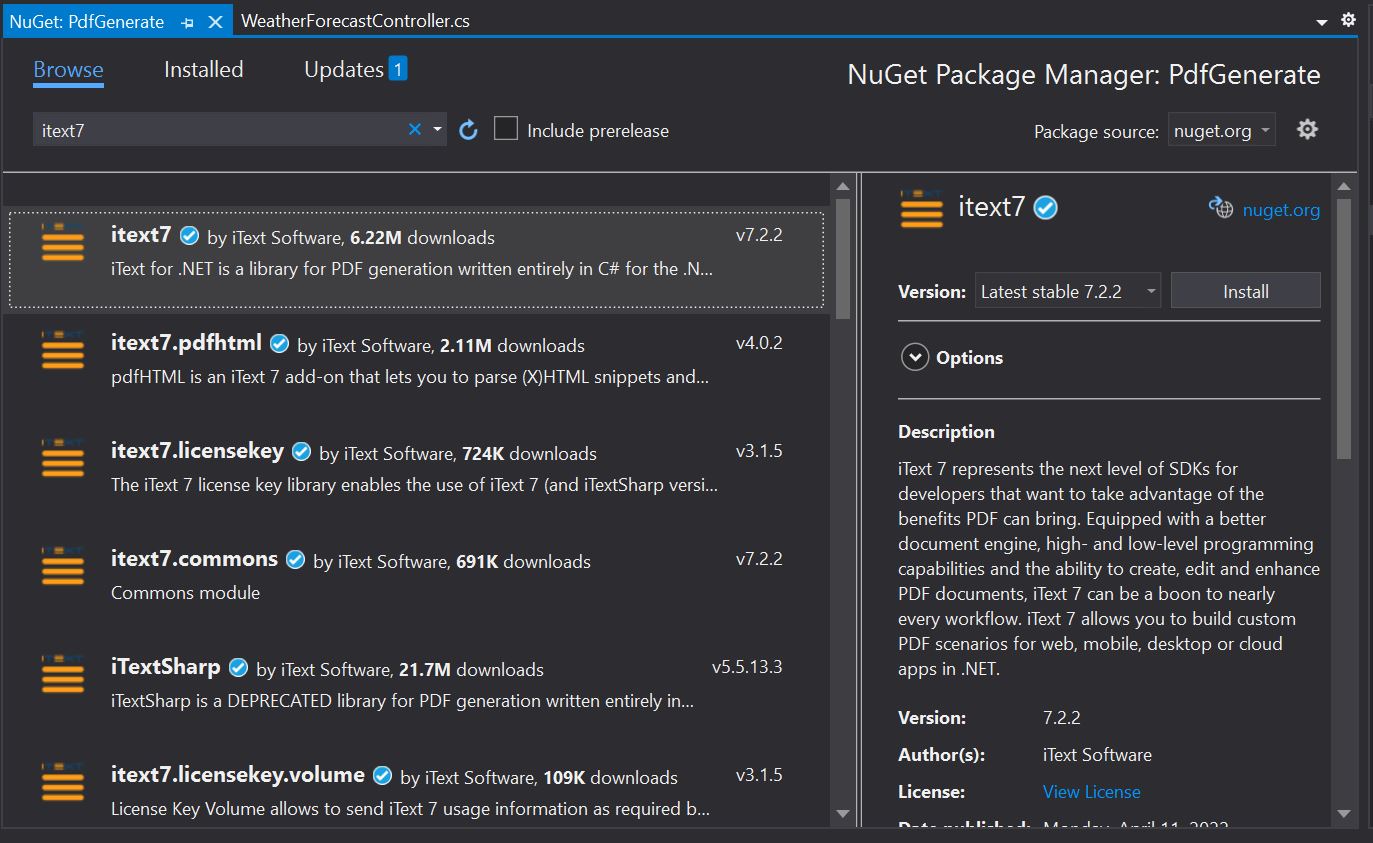 NuGet: PdfGenerate
WeatherForecastController.cs
Browse
Installed
Updates 1
NuGet Package Manager: PdfGenerate
itext7
Include prerelease
Package source: nuget.org
itext7 by iText Software, 6.22M downloads
v7.2.2
iText for .NET is a library for PDF generation written entirely in C# for the .N...
itext7.pdfhtml by iText Software, 2.11M downloads
v4.0.2
pdfHTML is an iText 7 add-on that lets you to parse (X)HTML snippets and...
itext7.licensekey by iText Software, 724K downloads
v3.1.5
The iText 7 license key library enables the use of iText 7 (and iTextSharp versi...
itext7.commons by iText Software, 691K downloads
v7.2.2
Commons module
iTextSharp by iText Software, 21.7M downloads
v5.5.13.3
iTextSharp is a DEPRECATED library for PDF generation written entirely in...
itext7.licensekey.volume by iText Software, 109K downloads
v3.1.5
License Key Volume allows to send iText 7 usage information as required b...
itext7
nuget.org
Version: Latest stable 7.2.2
Install
Options
Description
iText 7 represents the next level of SDKs for
developers that want to take advantage of the
benefits PDF can bring. Equipped with a better
document engine, high- and low-level programming
capabilities and the ability to create, edit and enhance
PDF documents, iText 7 can be a boon to nearly
every workflow. iText 7 allows you to build custom
PDF scenarios for web, mobile, desktop or cloud
apps in .NET.
Version: 7.2.2
Author(s): iText Software
License: View License
Date published: Monday, April 11, 2022